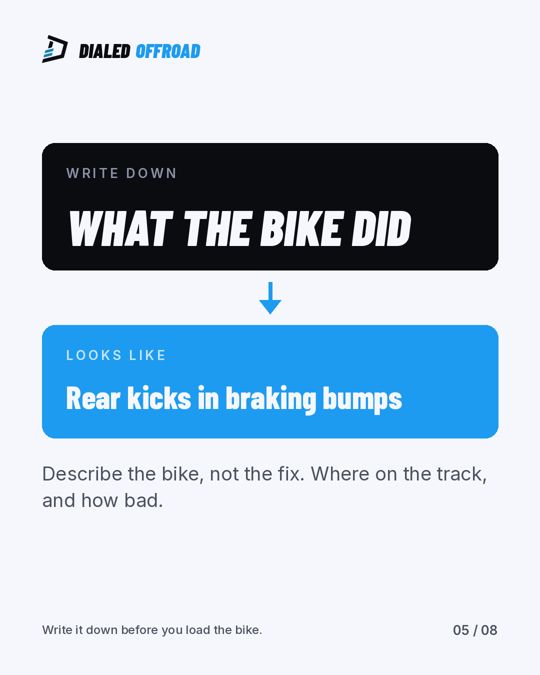 DIALED OFFROAD
WRITE DOWN
WHAT THE BIKE DID
LOOKS LIKE
Rear kicks in braking bumps
Describe the bike, not the fix. Where on the track,
and how bad.
Write it down before you load the bike.
05 / 08